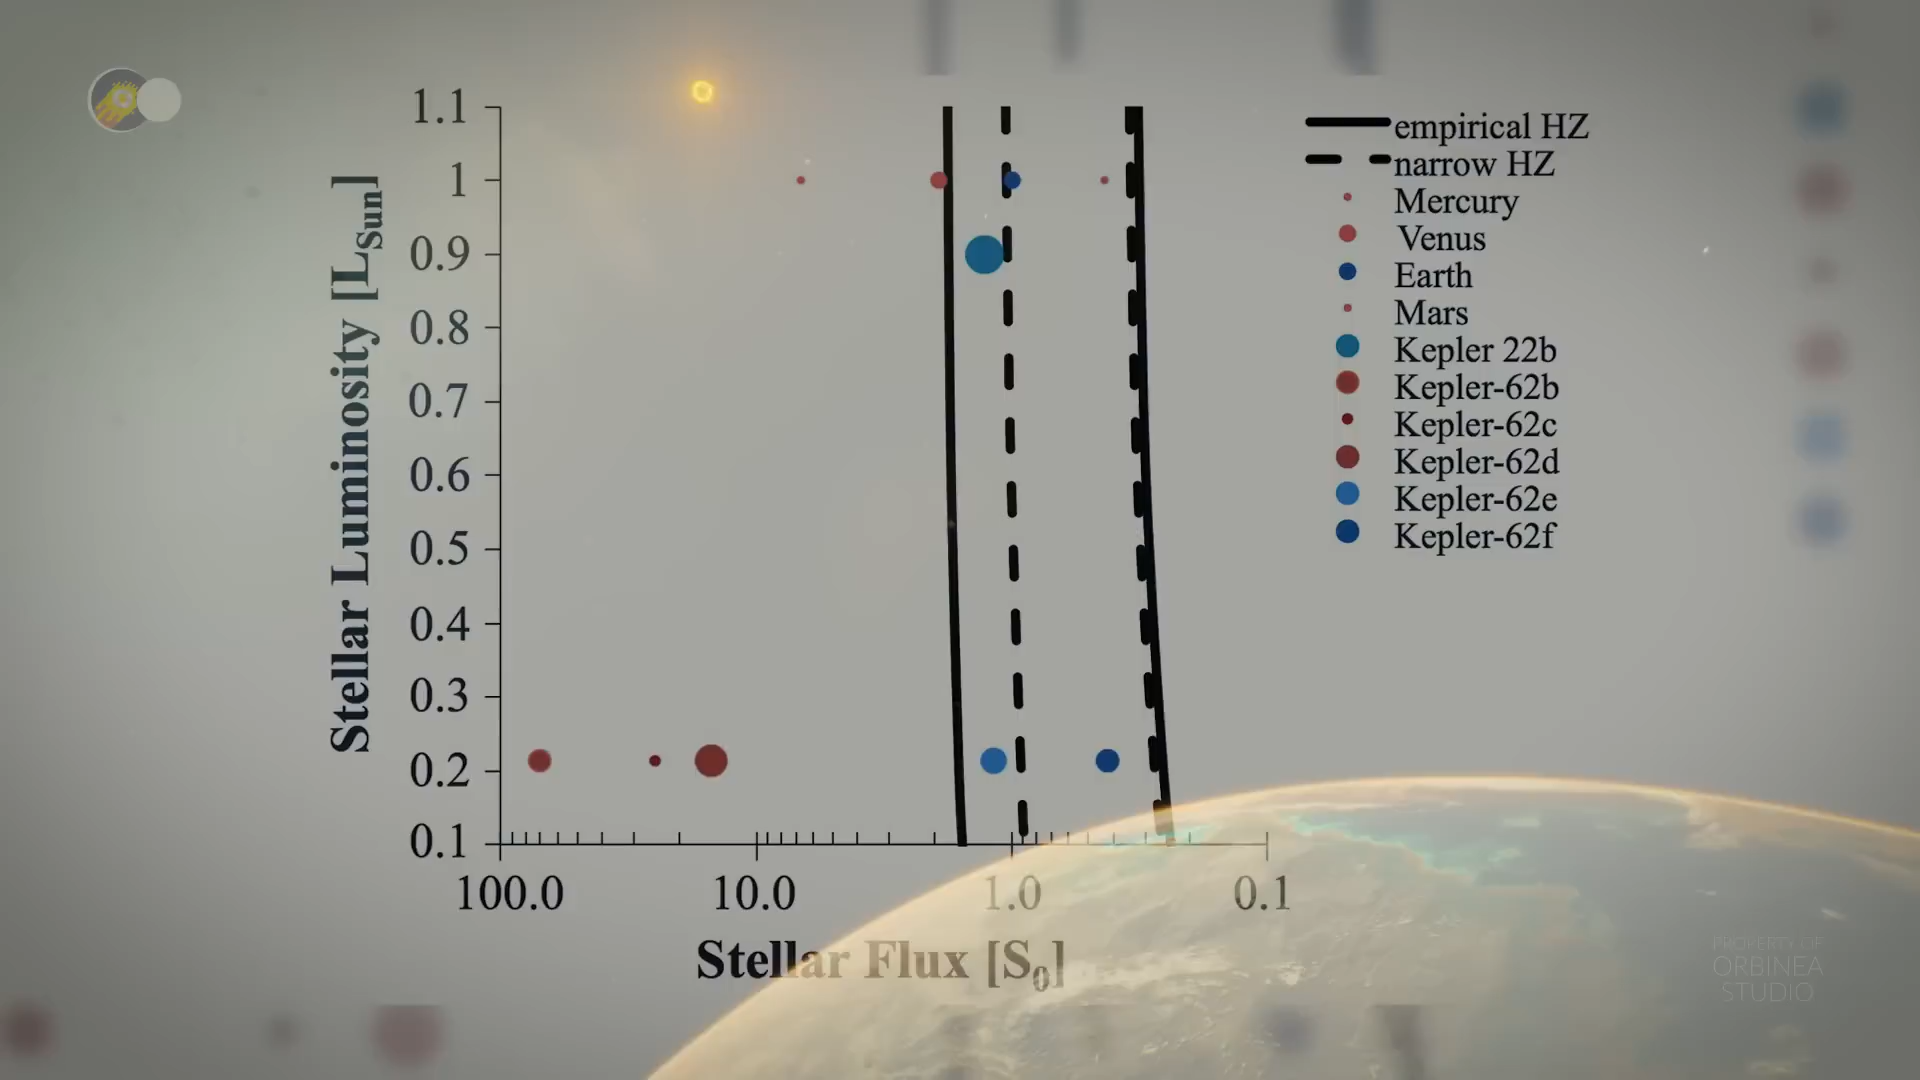 1.1
1
0.9
0.8
0.7
0.6
0.5
0.4
0.3
0.2
0.1
Stellar Luminosity [LSun]
100.0 10.0 1.0 0.1
Stellar Flux [S0]
empirical HZ
narrow HZ
Mercury
Venus
Earth
Mars
Kepler 22b
Kepler-62b
Kepler-62c
Kepler-62d
Kepler-62e
Kepler-62f
PROPERTY OF
ORBINEA
STUDIO